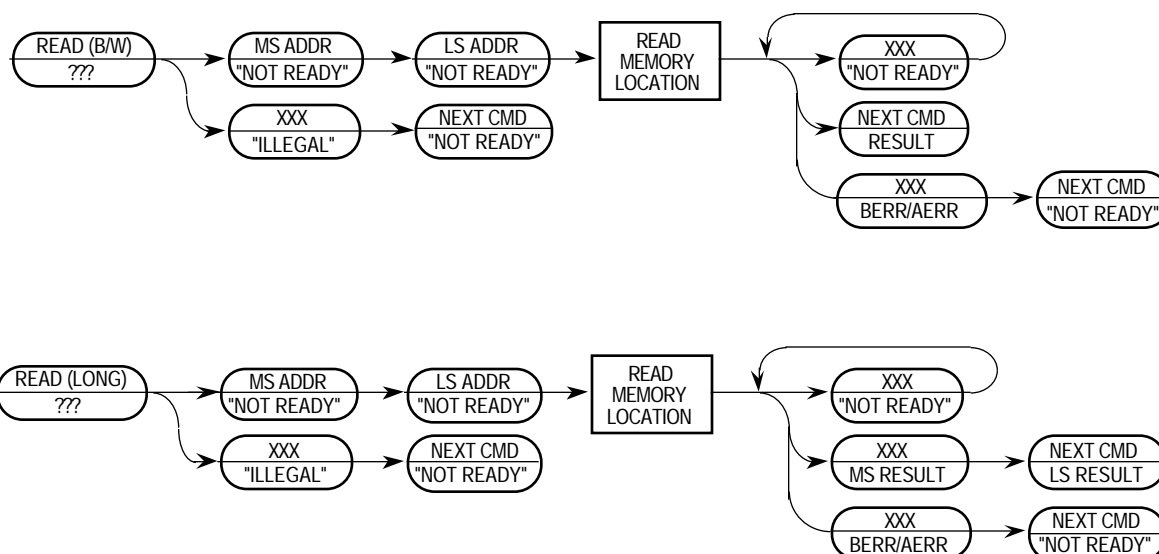 READ (B/W)
???
MS ADDR
"NOT READY"
LS ADDR
"NOT READY"
READ
MEMORY
LOCATION
XXX
"NOT READY"
XXX
"ILLEGAL"
NEXT CMD
"NOT READY"
NEXT CMD
RESULT
XXX
BERR/AERR
NEXT CMD
"NOT READY"
READ (LONG)
???
MS ADDR
"NOT READY"
LS ADDR
"NOT READY"
READ
MEMORY
LOCATION
XXX
"NOT READY"
XXX
"ILLEGAL"
NEXT CMD
"NOT READY"
XXX
MS RESULT
NEXT CMD
LS RESULT
XXX
BERR/AERR
NEXT CMD
"NOT READY"